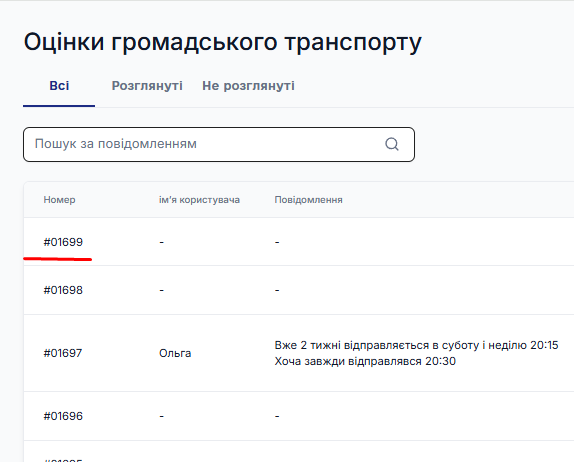 Оцінки громадського транспорту
Всі Розглянуті Не розглянуті
Пошук за повідомленням
Номер ім’я користувача Повідомлення
#01699 - -
#01698 - -
#01697 Ольга Вже 2 тижні відправляється в суботу і неділю 20:15
Хоча завжди відправлявся 20:30
#01696 - -